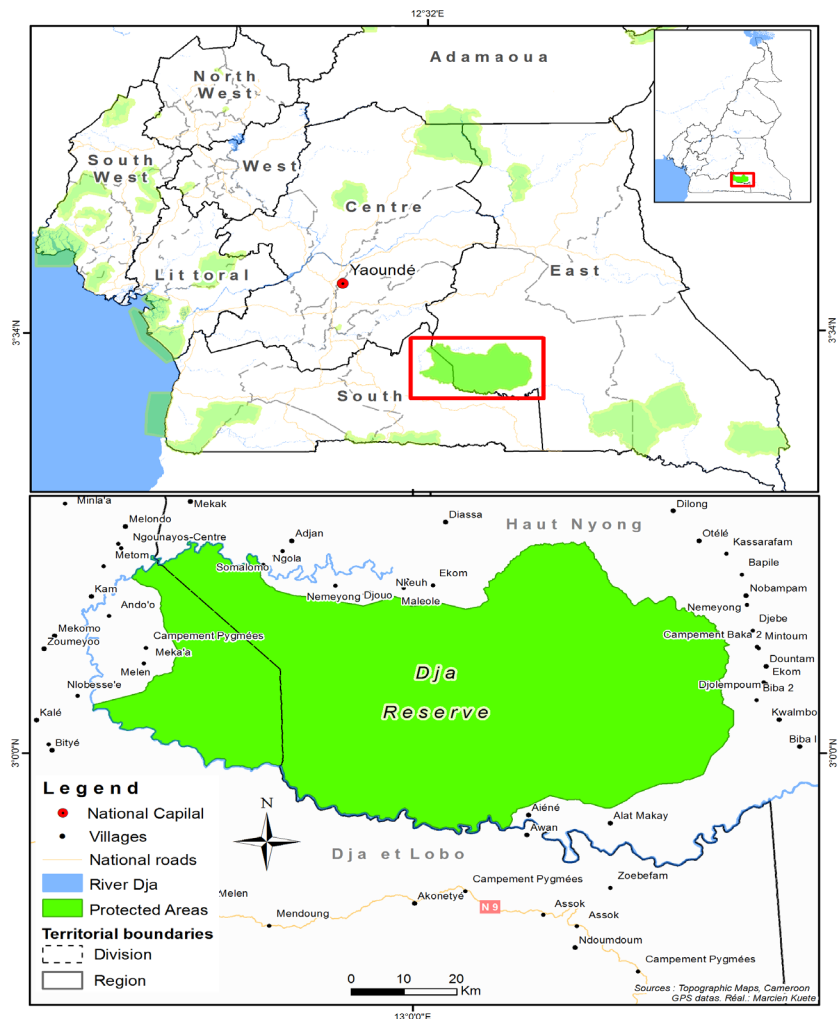 12°32'E
North
West
Adamaoua
South
West
West
Centre
Littoral
Yaoundé
East
3°34'N
3°34'N
South
Minla'a
Mekak
Melondo
Ngounayos-Centre
Metom
Adjan
Ngola
Somalomo
Diassa
Haut Nyong
Dilong
Otélé
Kassarafam
Bapile
Nobampam
Nemeyong
Djebe
Campement Baka 2
Mintoum
Dountam
Ekom
Djolempoum
Biba 2
Kwalmbo
Biba I
Nkeuh
Ekom
Nemeyong
Djouo
Maleole
Kam
Ando'o
Mekomo
Zoumeyoo
Campement Pygmées
Meka'a
Melen
Nlobesse'e
Kalé
Bityé
Dja
Reserve
3°0'0"N
3°0'0"N
Legend
National Capilal
Villages
National roads
River Dja
Protected Areas
Territorial boundaries
Division
Region
N
Aiéné
Awan
Alat Makay
Dja et Lobo
Zoebefam
Melen
Mendoung
Akonetyé
Campement Pygmées
N 9
Assok
Assok
Ndoumdoum
Campement Pygmées
0 10 20
Km
Sources : Topographic Maps, Cameroon
GPS datas. Réal.: Marcien Kuete
13°0'0"E